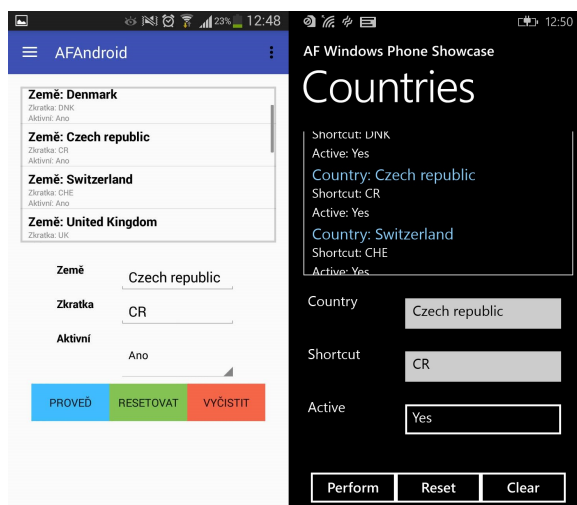 23% 12:48
AFAndroid
Země: Denmark
Zkratka: DNK
Aktivní: Ano
Země: Czech republic
Zkratka: CR
Aktivní: Ano
Země: Switzerland
Zkratka: CHE
Aktivní: Ano
Země: United Kingdom
Zkratka: UK
Země
Czech republic
Zkratka
CR
Aktivní
Ano
PROVEĎ RESETOVAT VYČISTIT
12:50
AF Windows Phone Showcase
Countries
Shortcut: DNK
Active: Yes
Country: Czech republic
Shortcut: CR
Active: Yes
Country: Switzerland
Shortcut: CHE
Active: Yes
Country
Czech republic
Shortcut
CR
Active
Yes
Perform Reset Clear